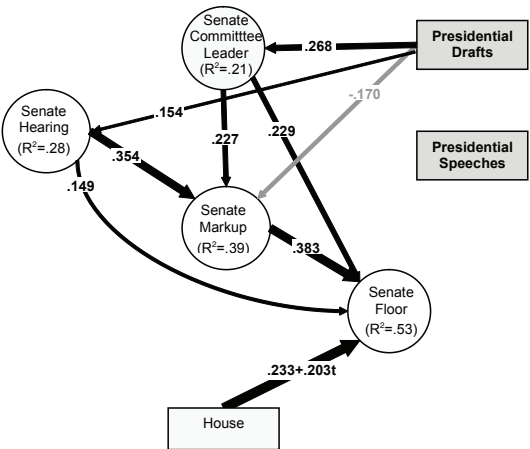 Senate
Committtee
Leader
(R²=.21)
Presidential
Drafts
.268
-.170
.154
Senate
Hearing
(R²=.28)
.227
.229
Presidential
Speeches
.354
.149
Senate
Markup
(R²=.39)
.383
Senate
Floor
(R²=.53)
.233+.203t
House